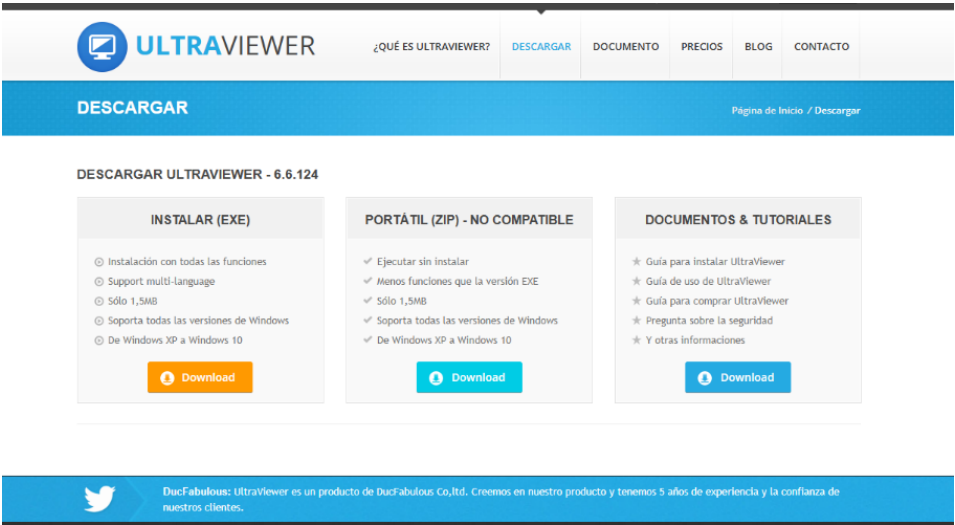 ULTRAVIEWER
¿QUÉ ES ULTRAVIEWER?
DESCARGAR
DOCUMENTO
PRECIOS
BLOG
CONTACTO
DESCARGAR
Página de Inicio / Descargar
DESCARGAR ULTRAVIEWER - 6.6.124
INSTALAR (EXE)
Instalación con todas las funciones
Support multi-language
Sólo 1,5MB
Soporta todas las versiones de Windows
De Windows XP a Windows 10
Download
PORTÁTIL (ZIP) - NO COMPATIBLE
Ejecutar sin instalar
Menos funciones que la versión EXE
Sólo 1,5MB
Soporta todas las versiones de Windows
De Windows XP a Windows 10
Download
DOCUMENTOS & TUTORIALES
Guía para instalar UltraViewer
Guía de uso de UltraViewer
Guía para comprar UltraViewer
Pregunta sobre la seguridad
Y otras informaciones
Download
DucFabulous: UltraViewer es un producto de DucFabulous Co,ltd. Creemos en nuestro producto y tenemos 5 años de experiencia y la confianza de
nuestros clientes.